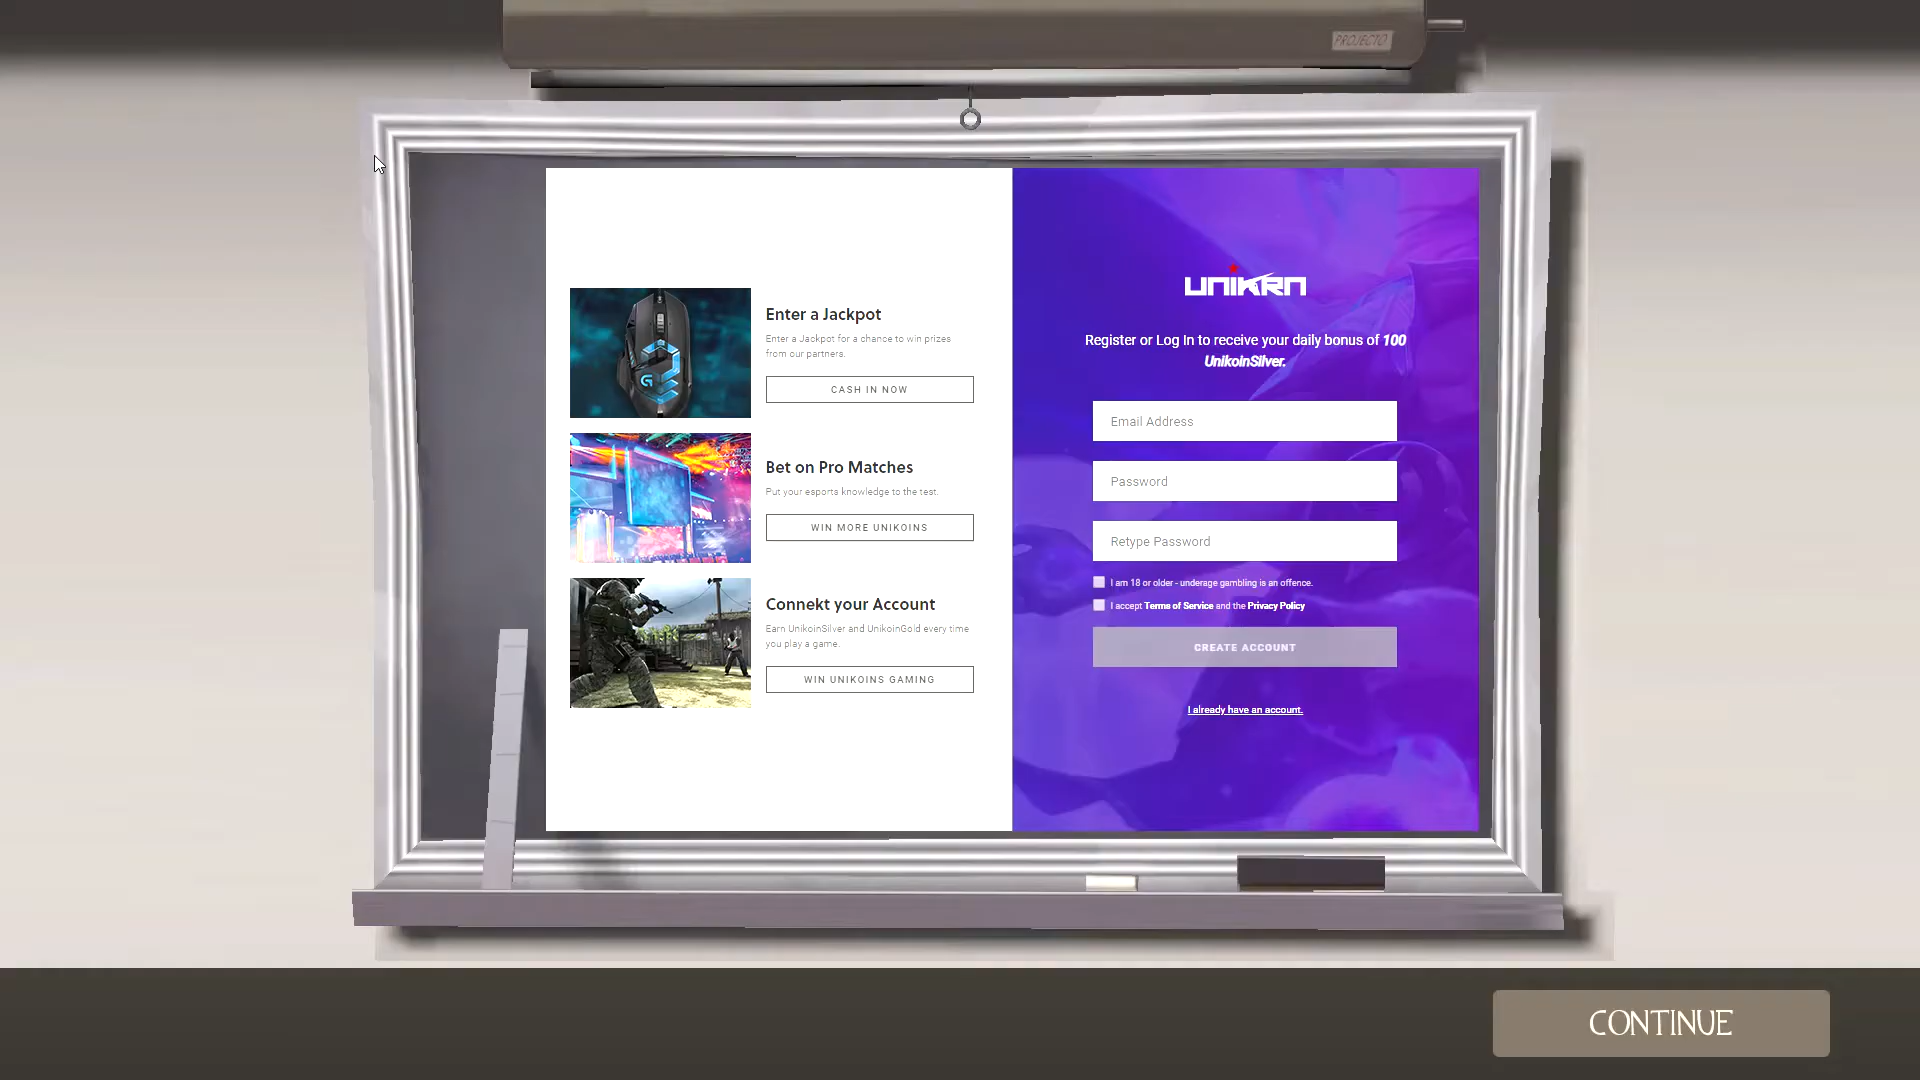 PROJECTO
UNIKRN
Enter a Jackpot
Enter a Jackpot for a chance to win prizes
from our partners.
CASH IN NOW
Bet on Pro Matches
Put your esports knowledge to the test.
WIN MORE UNIKOINS
Connekt your Account
Earn UnikoinSilver and UnikoinGold every time
you play a game.
WIN UNIKOINS GAMING
Register or Log In to receive your daily bonus of 100
UnikoinSilver.
Email Address
Password
Retype Password
I am 18 or older - underage gambling is an offence.
I accept Terms of Service and the Privacy Policy
CREATE ACCOUNT
I already have an account.
CONTINUE